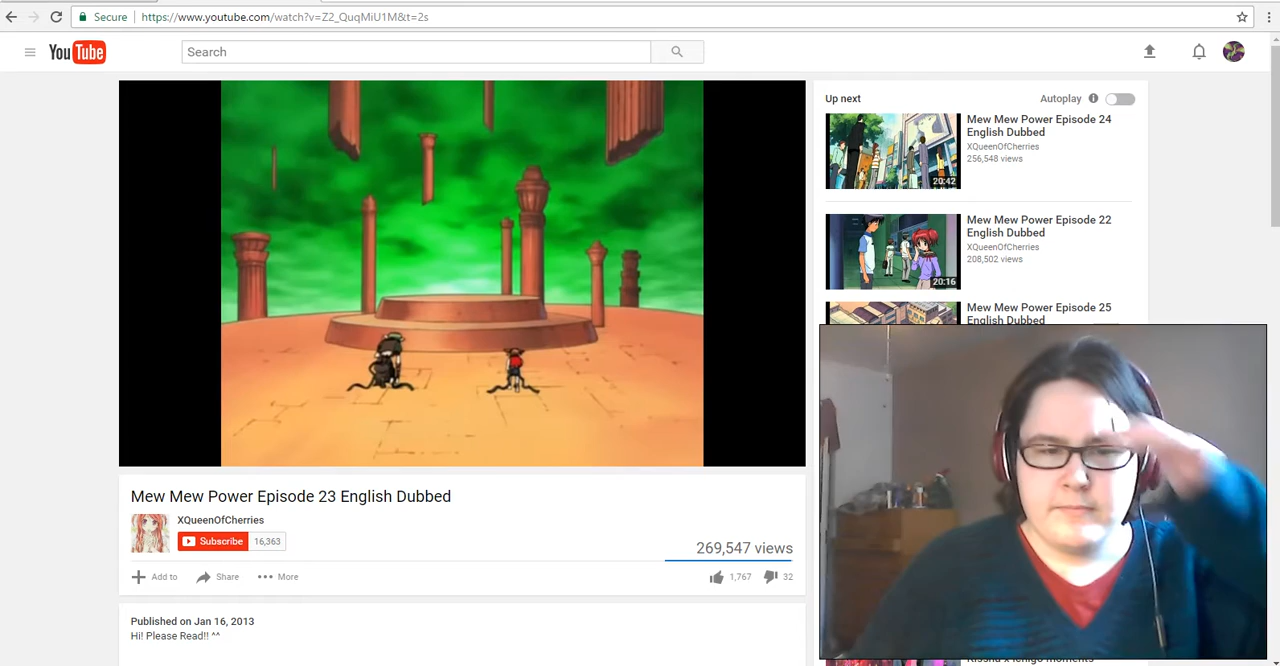 Secure https://www.youtube.com/watch?v=Z2_QuqMiU1M&t=2s
YouTube
Search
Up next
Autoplay
Mew Mew Power Episode 24
English Dubbed
XQueenOfCherries
256,548 views
20:42
Mew Mew Power Episode 22
English Dubbed
XQueenOfCherries
208,502 views
20:16
Mew Mew Power Episode 25
English Dubbed
Mew Mew Power Episode 23 English Dubbed
XQueenOfCherries
Subscribe 16,363
269,547 views
Add to Share More
1,767 32
Published on Jan 16, 2013
Hi! Please Read!! ^^